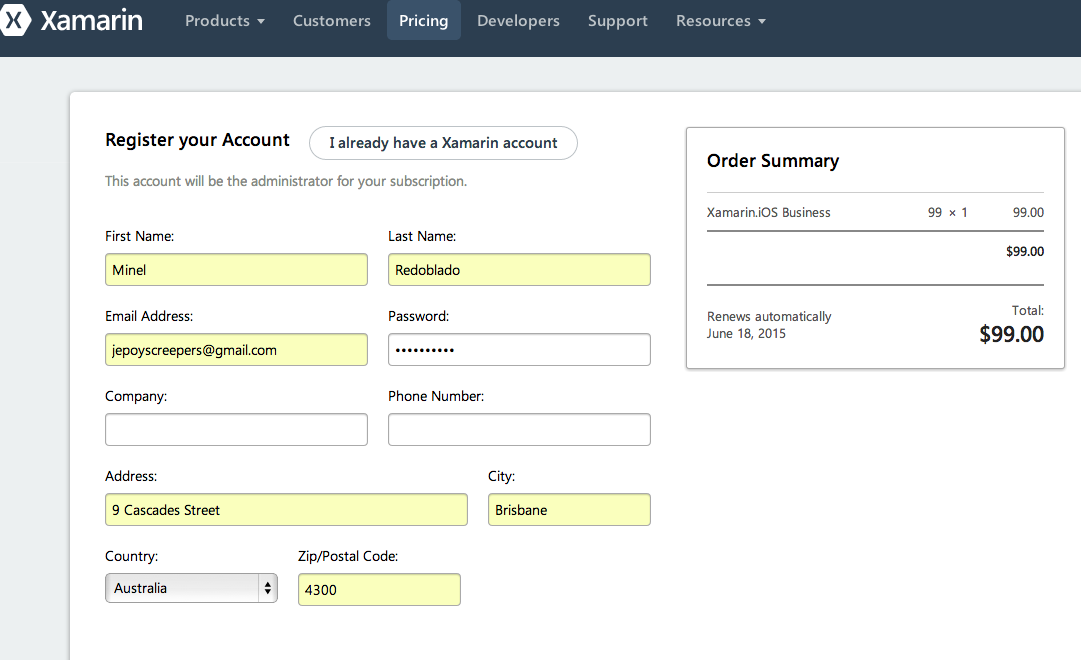 Xamarin Products Customers Pricing Developers Support Resources
Register your Account I already have a Xamarin account
This account will be the administrator for your subscription.
First Name: Last Name:
Minel Redoblado
Email Address: Password:
jepoyscreepers@gmail.com ••••••••••
Company: Phone Number:
Address: City:
9 Cascades Street Brisbane
Country: Zip/Postal Code:
Australia 4300
Order Summary
Xamarin.iOS Business 99 × 1 99.00
$99.00
Renews automatically Total:
June 18, 2015 $99.00